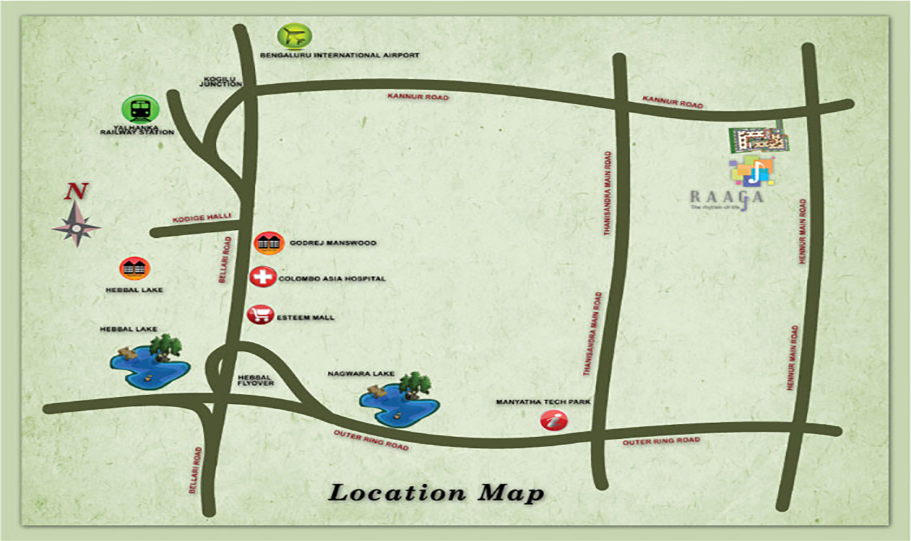 BENGALURU INTERNATIONAL AIRPORT
KOGILU
JUNCTION
KANNUR ROAD
KANNUR ROAD
YALHANKA
RAILWAY STATION
RAAGA
The rhythm of life
N
THANISANDRA MAIN ROAD
HENNUR MAIN ROAD
KODIGE HALLI
BELLARI ROAD
GODREJ MANSWOOD
COLOMBO ASIA HOSPITAL
HEBBAL LAKE
ESTEEM MALL
HEBBAL LAKE
THANISANDRA MAIN ROAD
HENNUR MAIN ROAD
HEBBAL
FLYOVER
NAGWARA LAKE
MANYATHA TECH PARK
OUTER RING ROAD
OUTER RING ROAD
BELLARI ROAD
Location Map